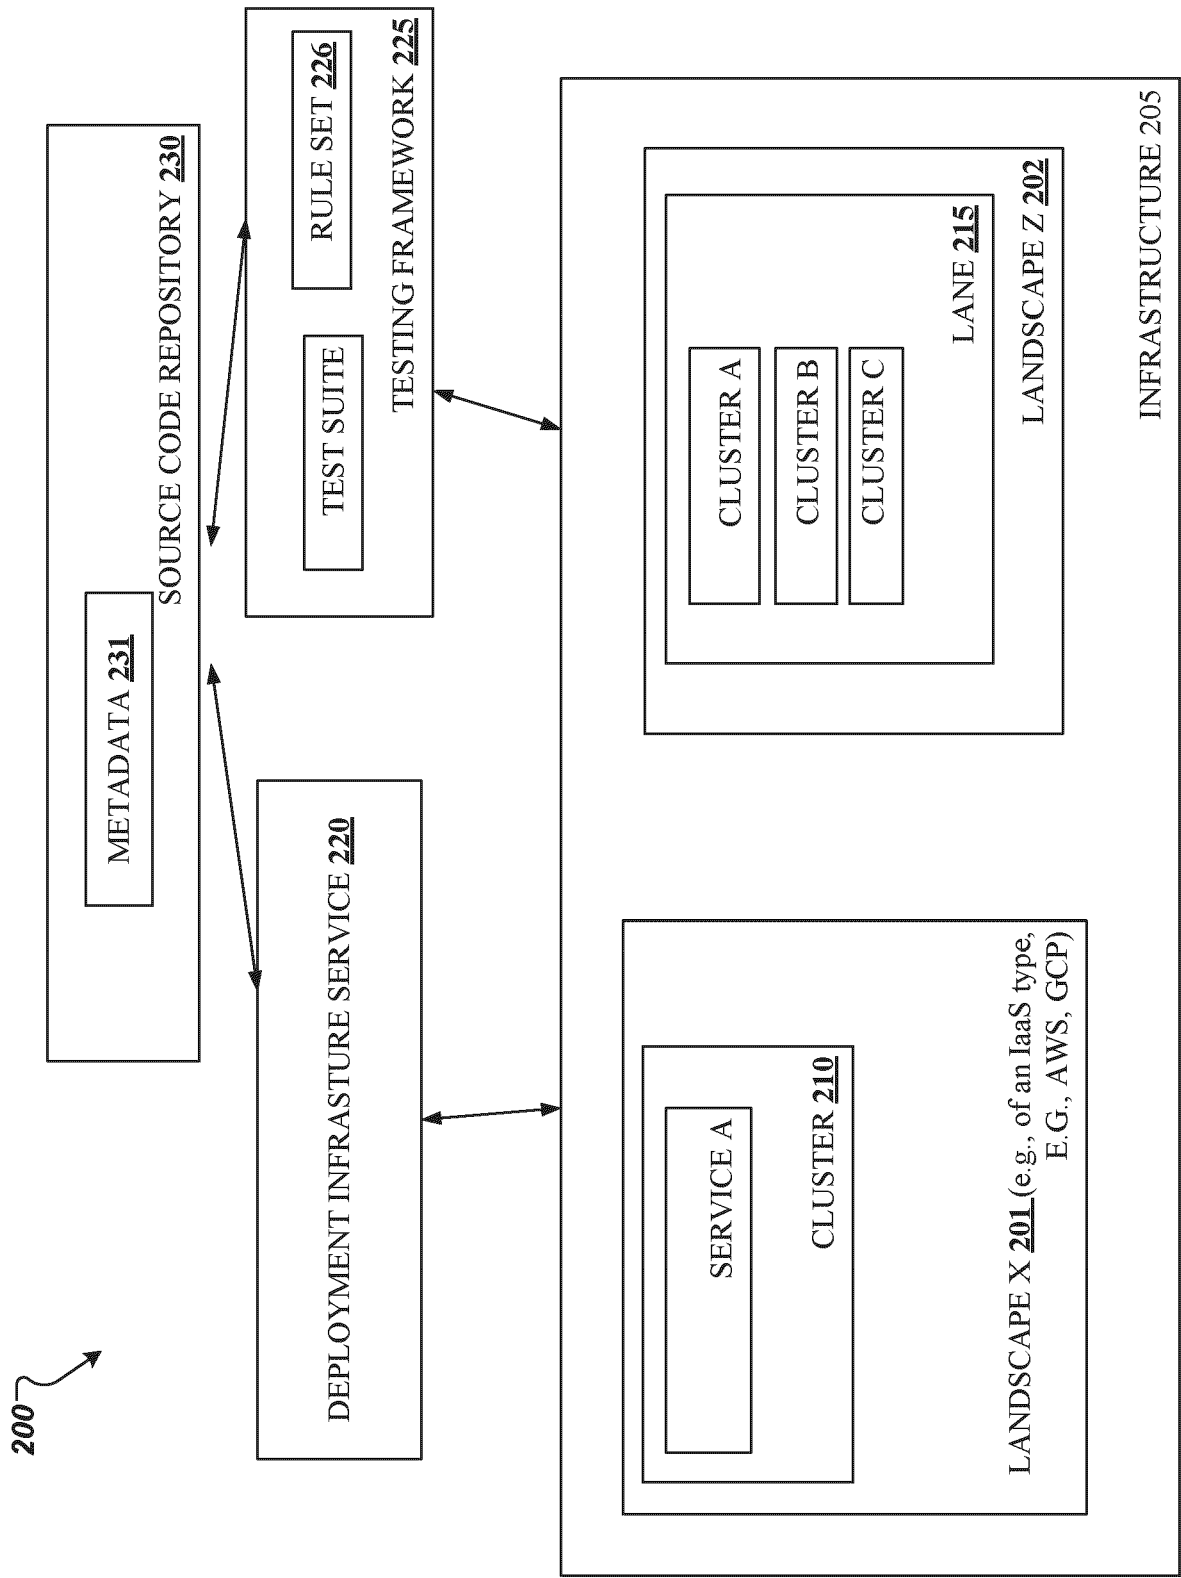 200
METADATA 231
SOURCE CODE REPOSITORY 230
DEPLOYMENT INFRASTURE SERVICE 220
TEST SUITE
RULE SET 226
TESTING FRAMEWORK 225
SERVICE A
CLUSTER 210
LANDSCAPE X 201 (e.g., of an IaaS type,
E.G., AWS, GCP)
CLUSTER A
CLUSTER B
CLUSTER C
LANE 215
LANDSCAPE Z 202
INFRASTRUCTURE 205